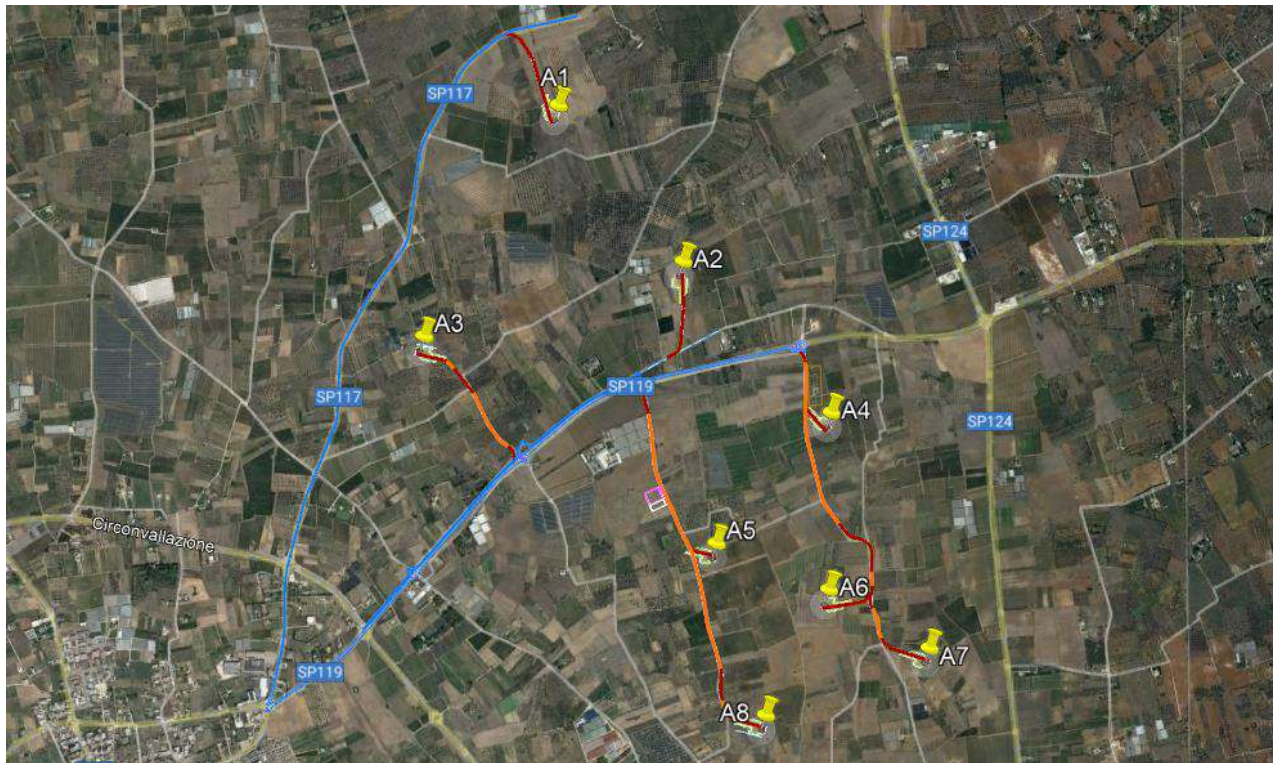 A1
SP117
SP124
A2
A3
SP119
SP117
A4
SP124
Circonvallazione
A5
A6
A7
SP119
A8